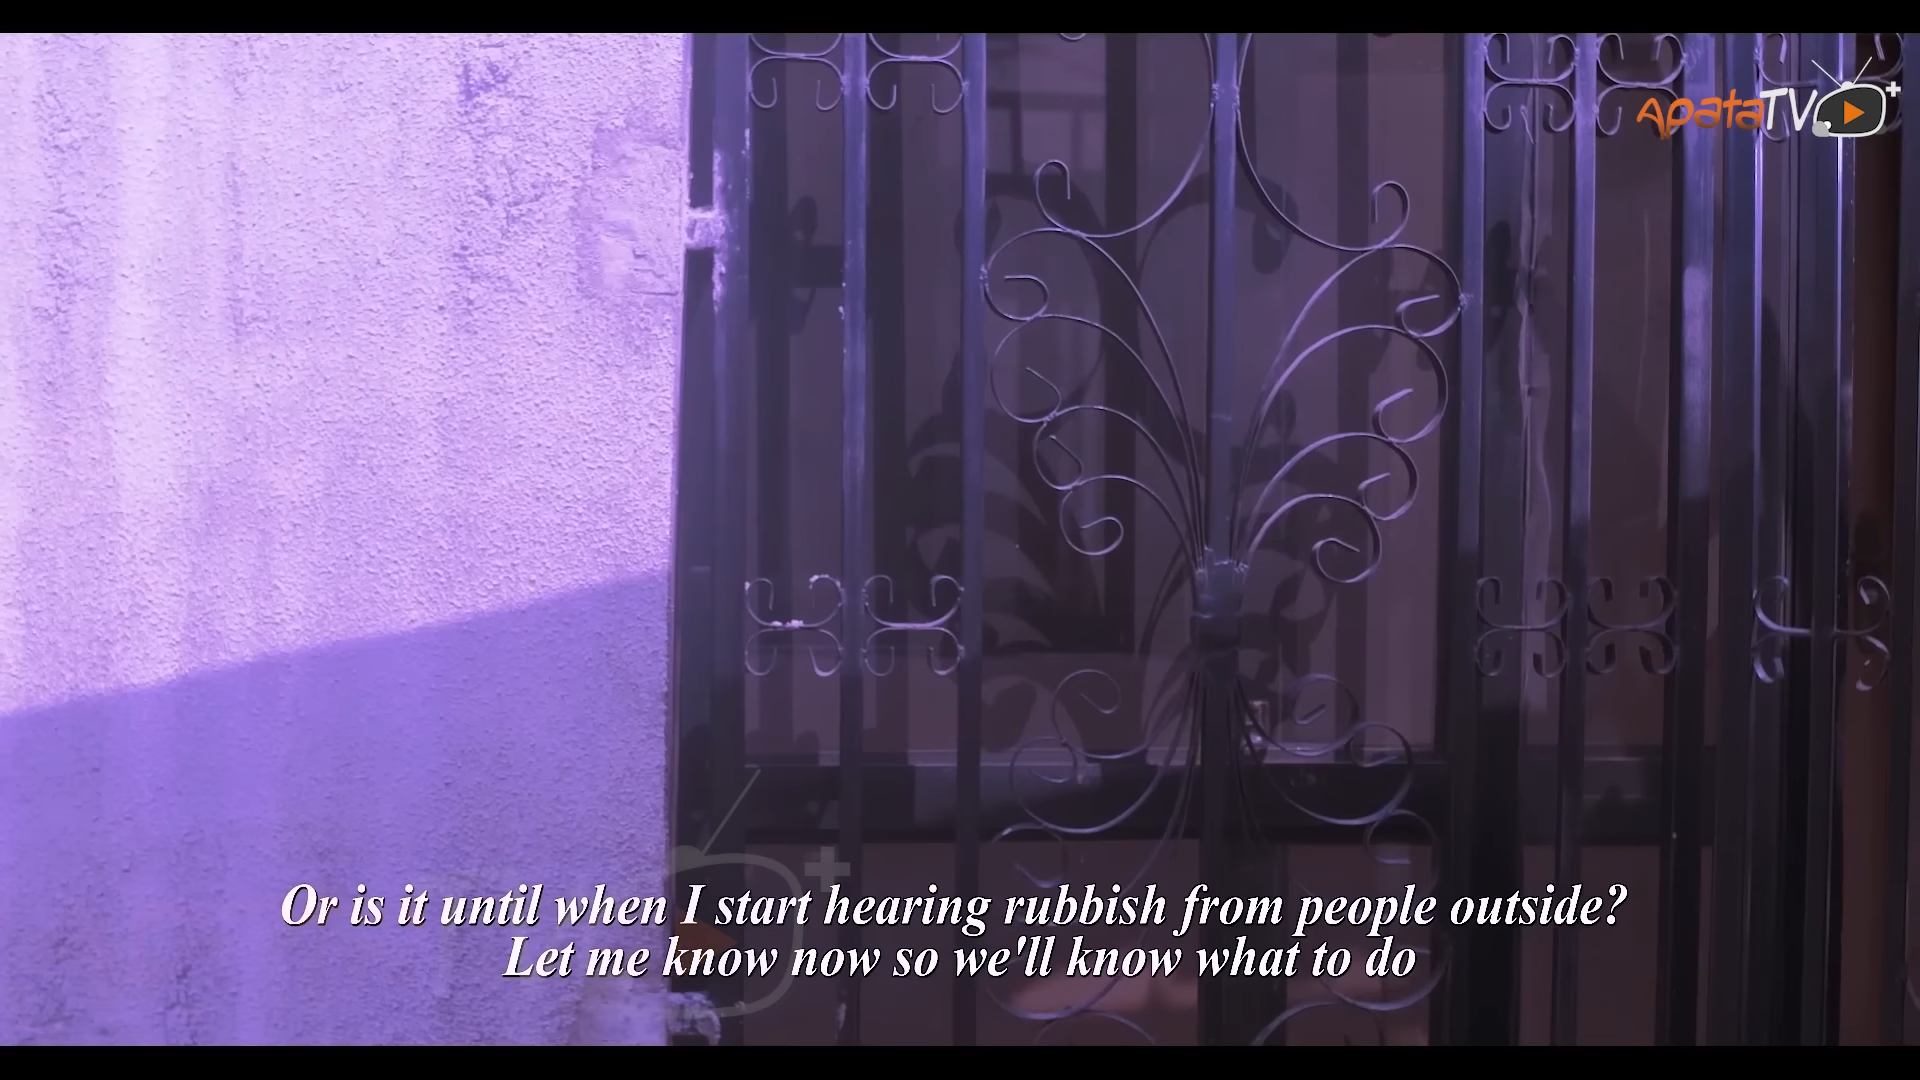 ApataTV+
Or is it until when I start hearing rubbish from people outside?
Let me know now so we'll know what to do